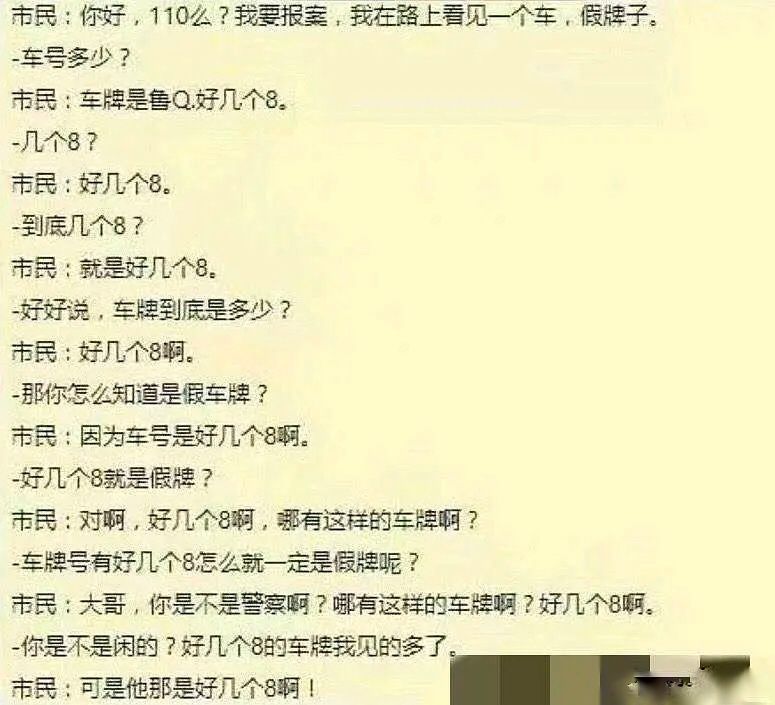 市民：你好，110么？我要报案，我在路上看见一个车，假牌子。
-车号多少？
市民：车牌是鲁Q.好几个8。
-几个8？
市民：好几个8。
-到底几个8？
市民：就是好几个8。
-好好说，车牌到底是多少？
市民：好几个8啊。
-那你怎么知道是假车牌？
市民：因为车号是好几个8啊。
-好几个8就是假牌？
市民：对啊，好几个8啊，哪有这样的车牌啊？
-车牌号有好几个8怎么就一定是假牌呢？
市民：大哥，你是不是警察啊？哪有这样的车牌啊？好几个8啊。
-你是不是闲的？好几个8的车牌我见的多了。
市民：可是他那是好几个8啊！